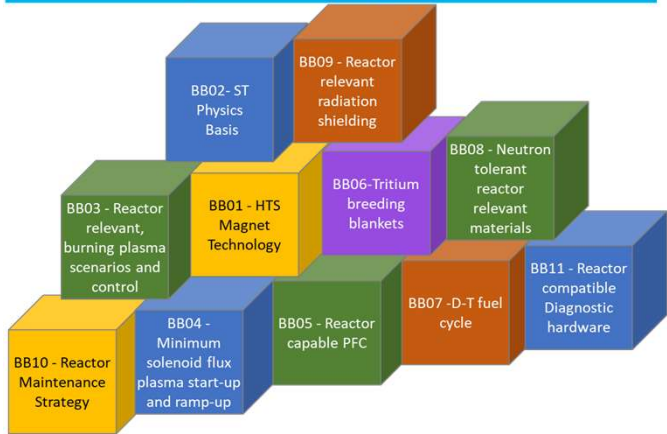 BB02- ST
Physics
Basis
BB09 - Reactor
relevant
radiation
shielding
BB03 - Reactor
relevant,
burning plasma
scenarios and
control
BB01 - HTS
Magnet
Technology
BB06-Tritium
breeding
blankets
BB08 - Neutron
tolerant
reactor
relevant
materials
BB10 - Reactor
Maintenance
Strategy
BB04 -
Minimum
solenoid flux
plasma start-up
and ramp-up
BB05 - Reactor
capable PFC
BB07 -D-T fuel
cycle
BB11 - Reactor
compatible
Diagnostic
hardware